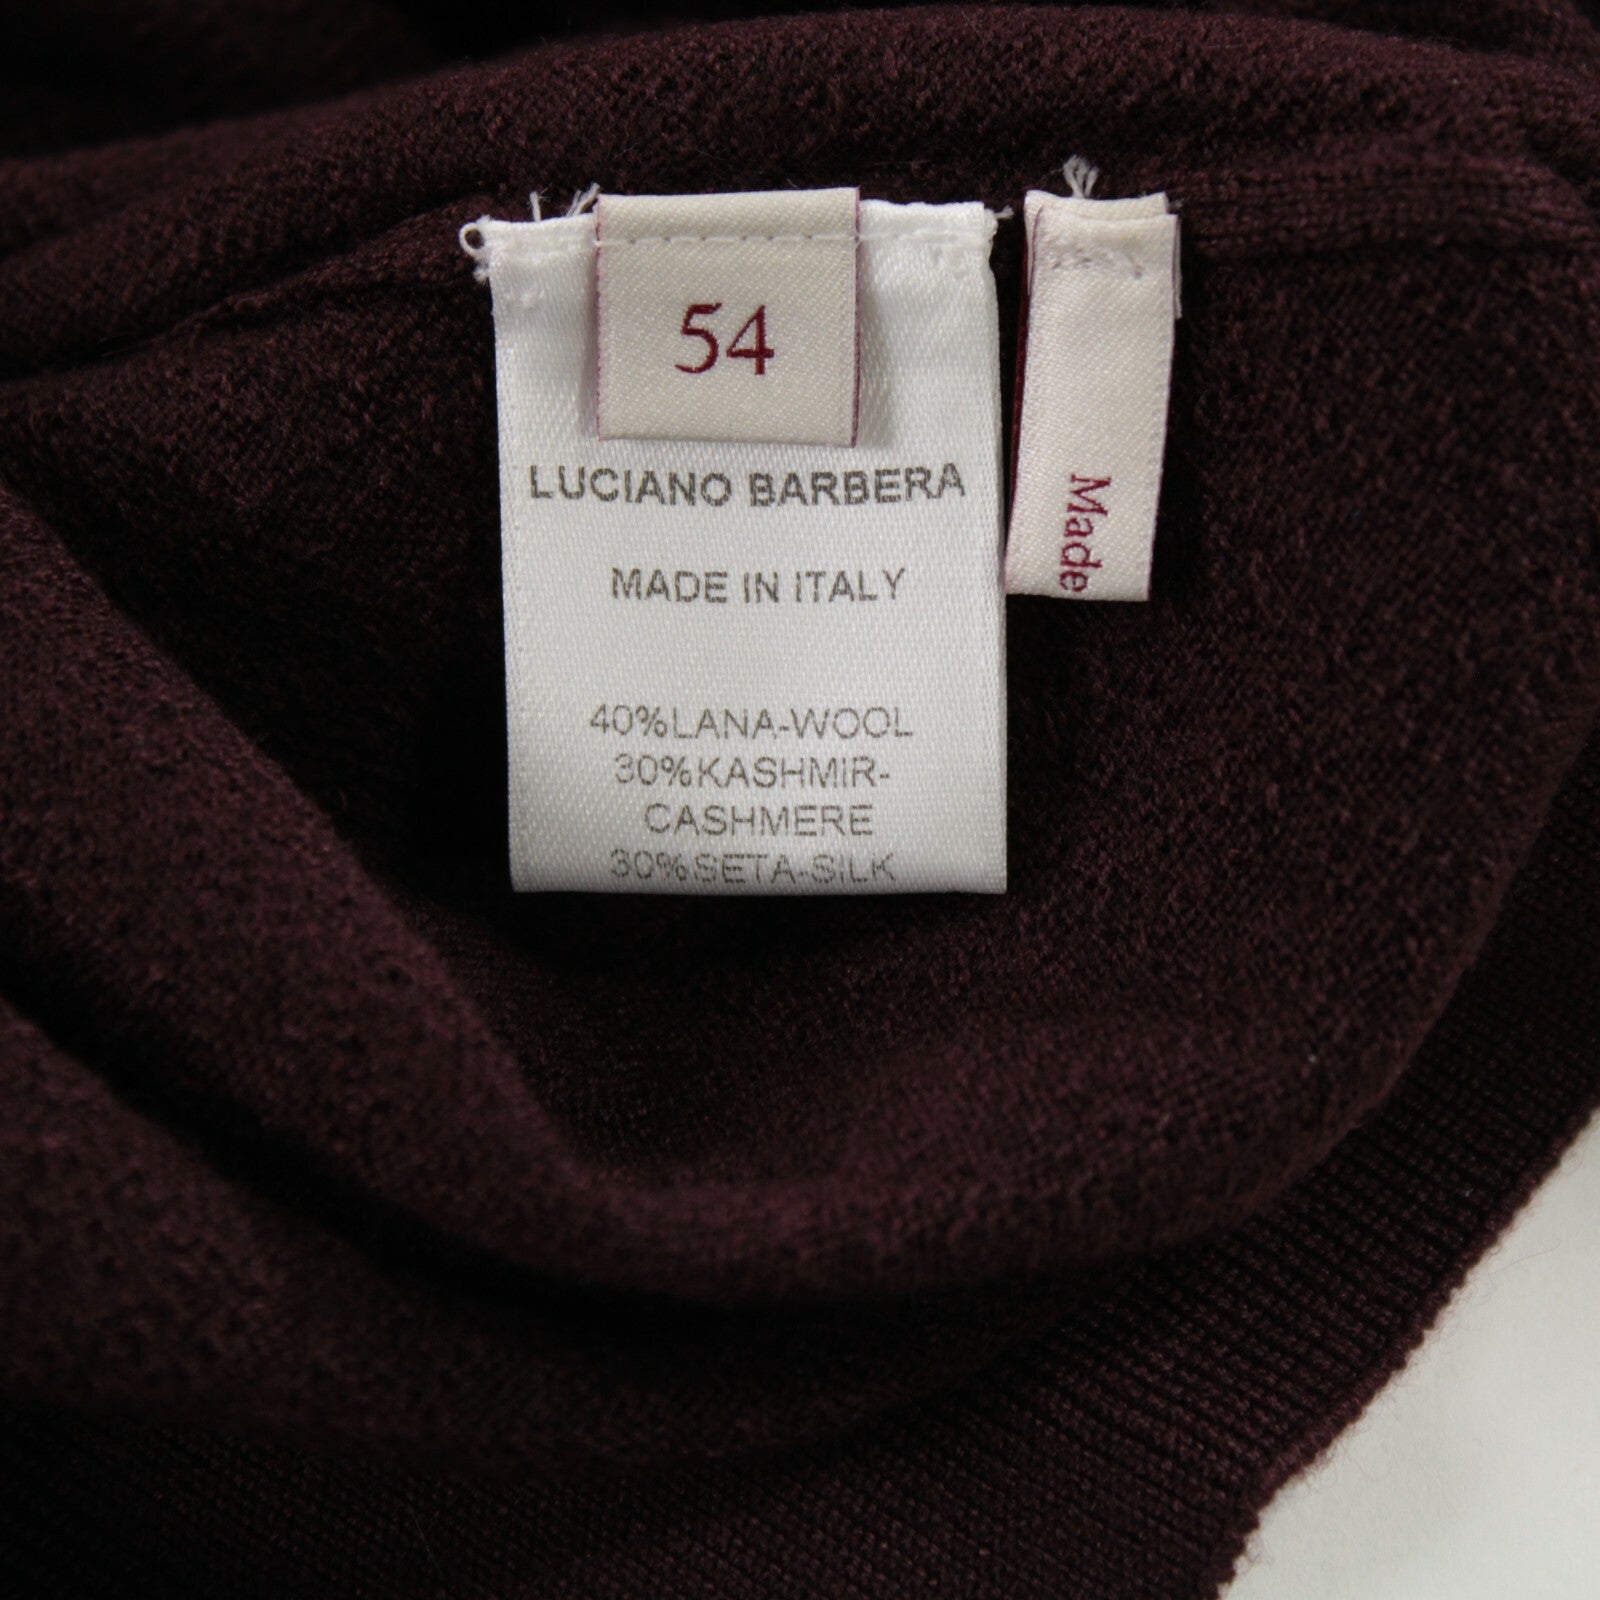 54
LUCIANO BARBERA
MADE IN ITALY
40%LANA-WOOL
30%KASHMIR-
CASHMERE
30%SETA-SILK
Made